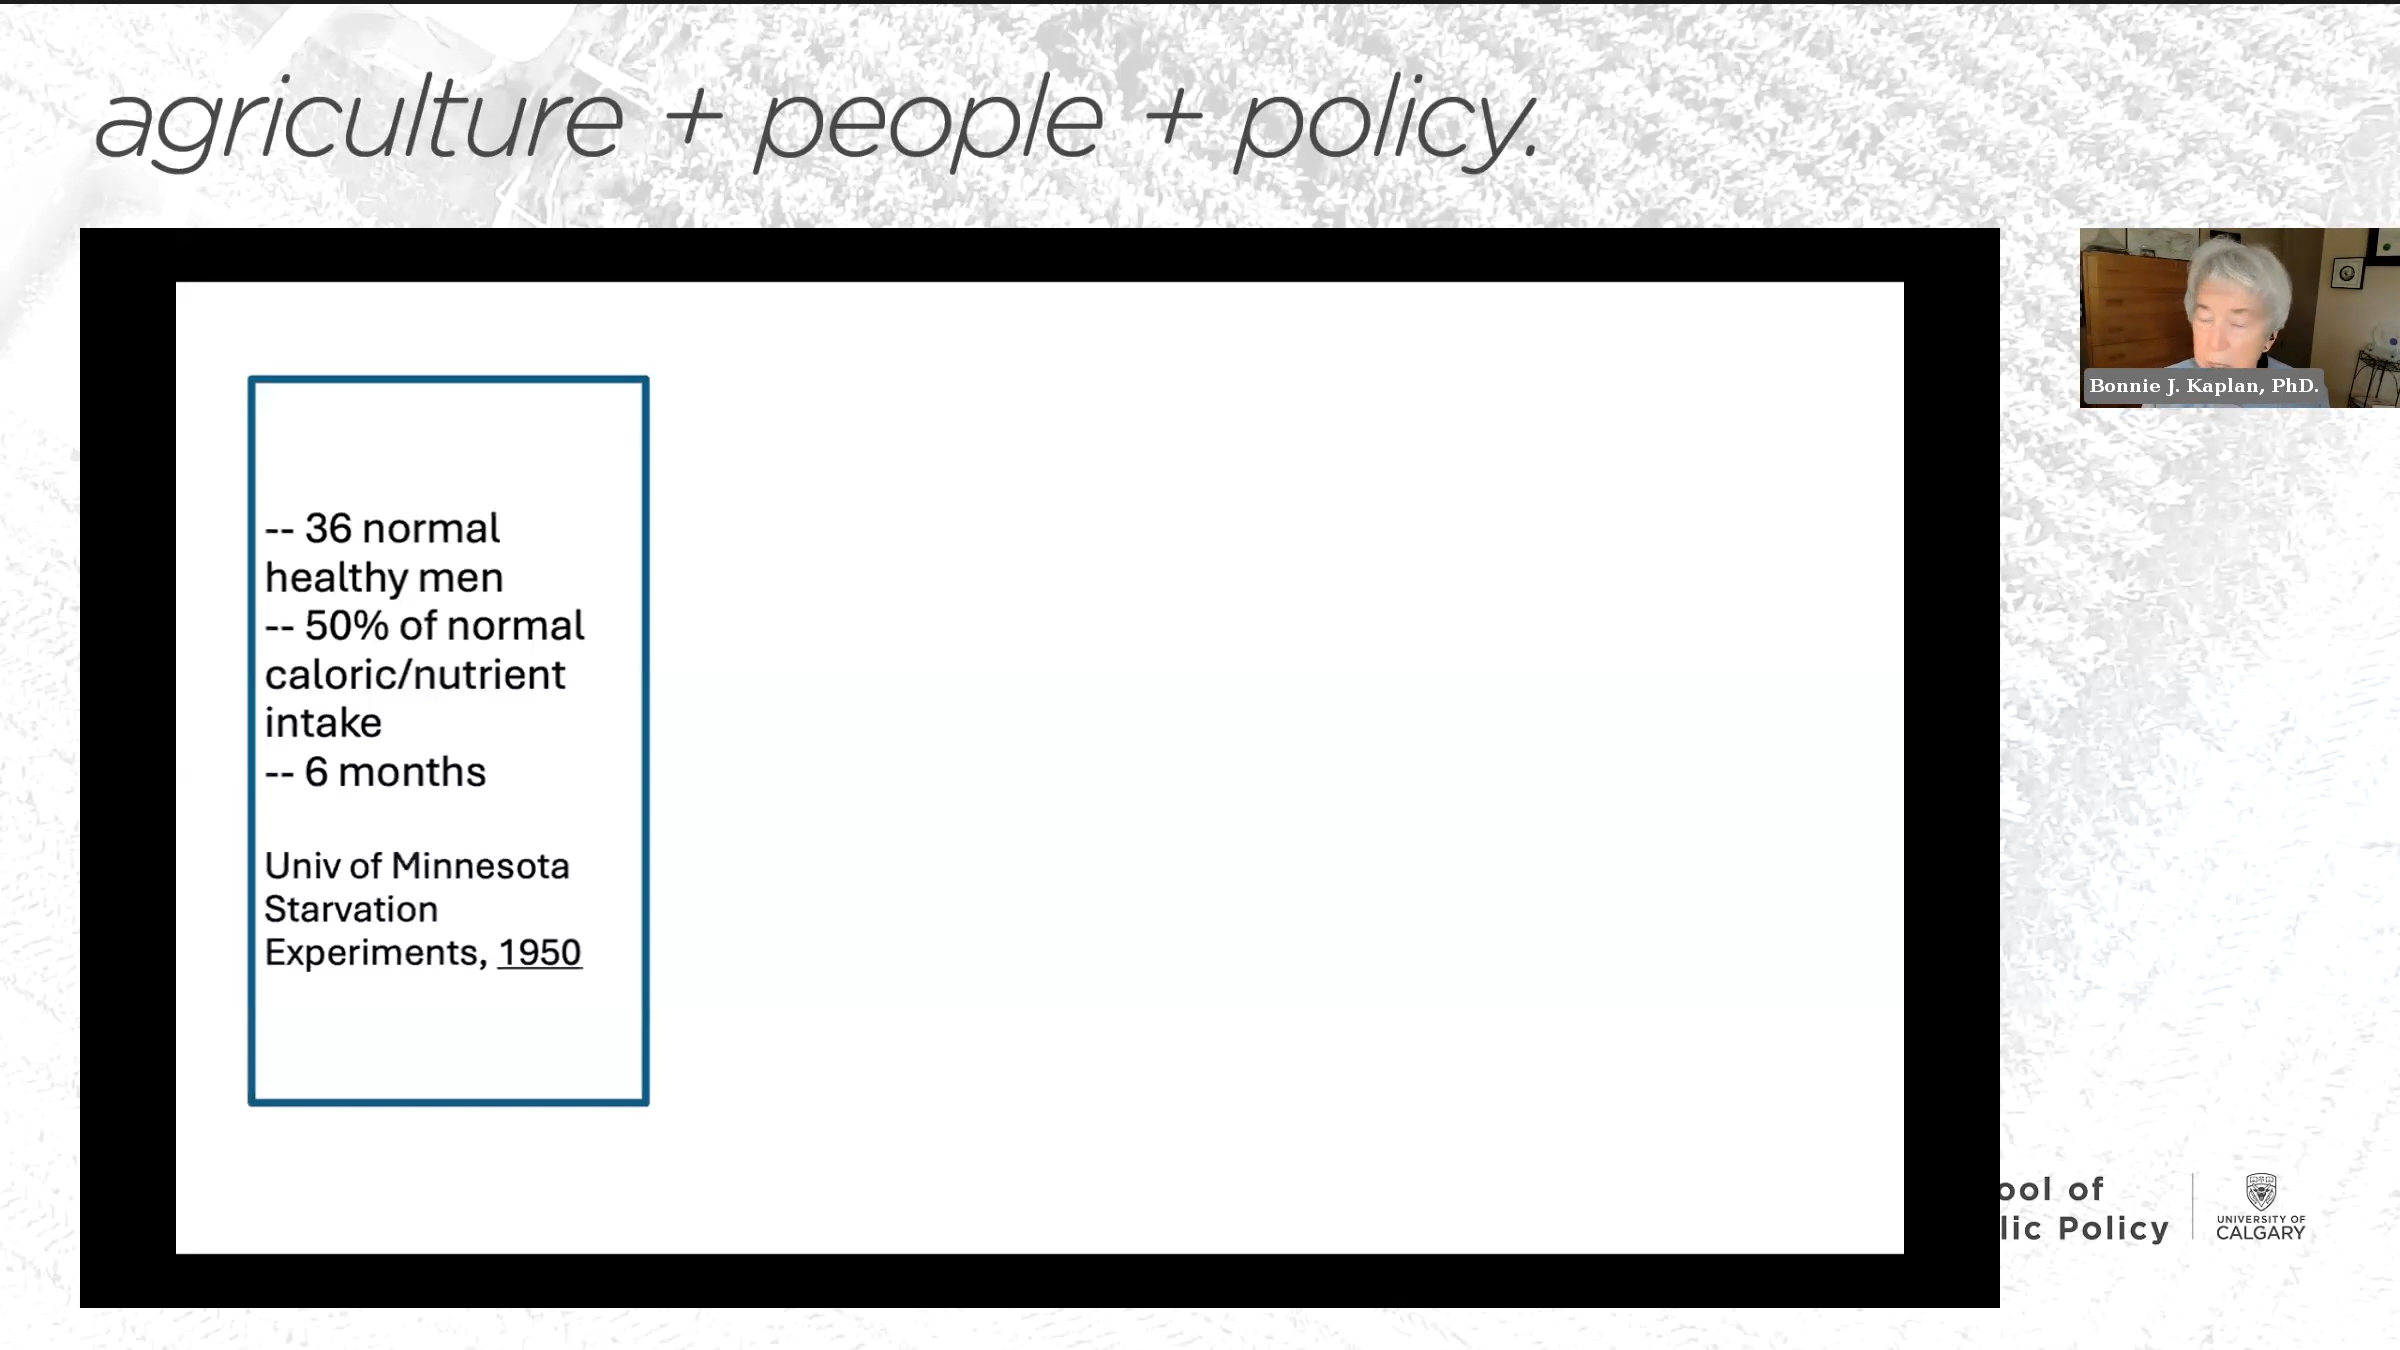 agriculture + people + policy.
-- 36 normal
healthy men
-- 50% of normal
caloric/nutrient
intake
-- 6 months
Univ of Minnesota
Starvation
Experiments, 1950
Bonnie J. Kaplan, PhD.
ool of
lic Policy
UNIVERSITY OF
CALGARY